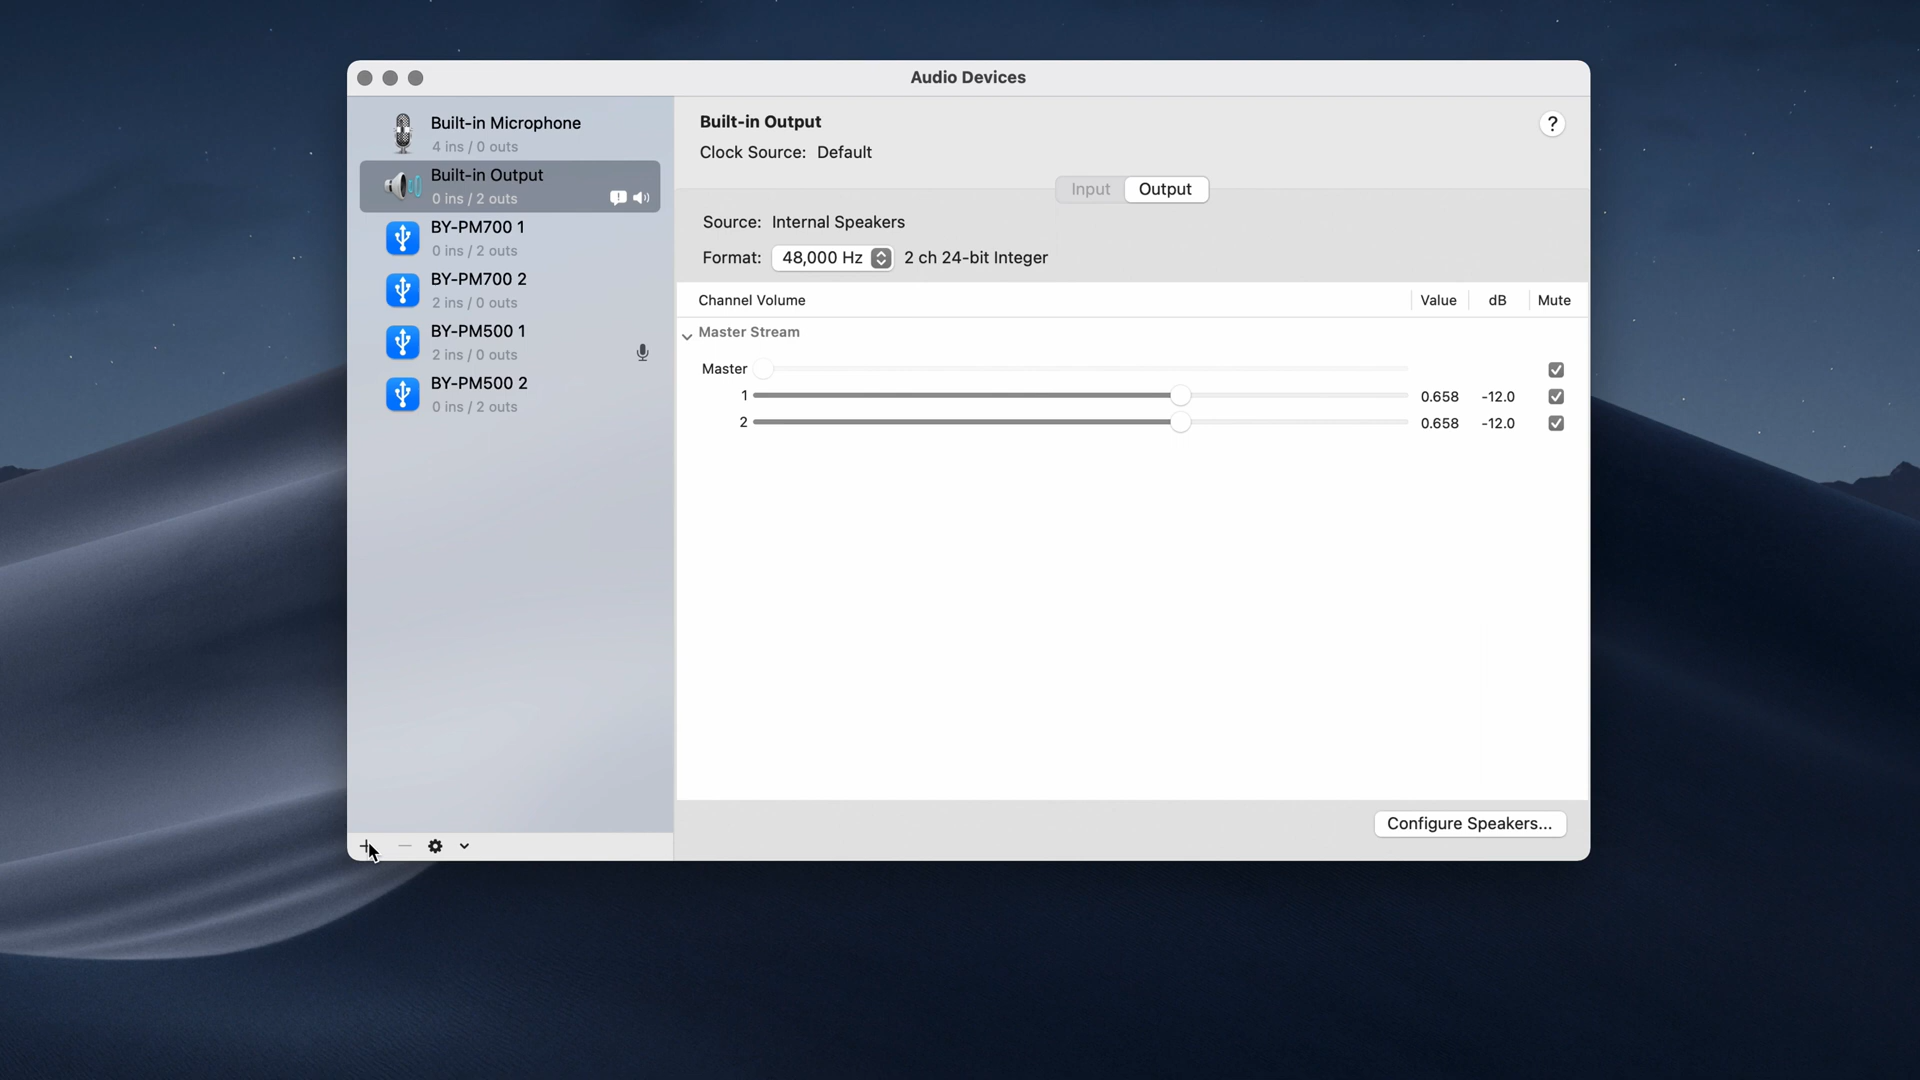 Audio Devices
Built-in Microphone
4 ins / 0 outs
Built-in Output
0 ins / 2 outs
BY-PM700 1
0 ins / 2 outs
BY-PM700 2
2 ins / 0 outs
BY-PM500 1
2 ins / 0 outs
BY-PM500 2
0 ins / 2 outs
Built-in Output
?
Clock Source: Default
Input Output
Source: Internal Speakers
Format: 48,000 Hz 2 ch 24-bit Integer
Channel Volume Value dB Mute
Master Stream
Master
1 0.658 -12.0
2 0.658 -12.0
Configure Speakers...